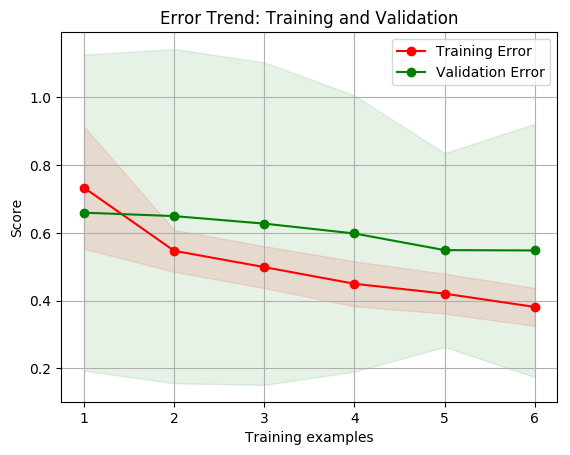 Error Trend: Training and Validation
Training Error
Validation Error
1.0
0.8
0.6
0.4
0.2
Score
1 2 3 4 5 6
Training examples